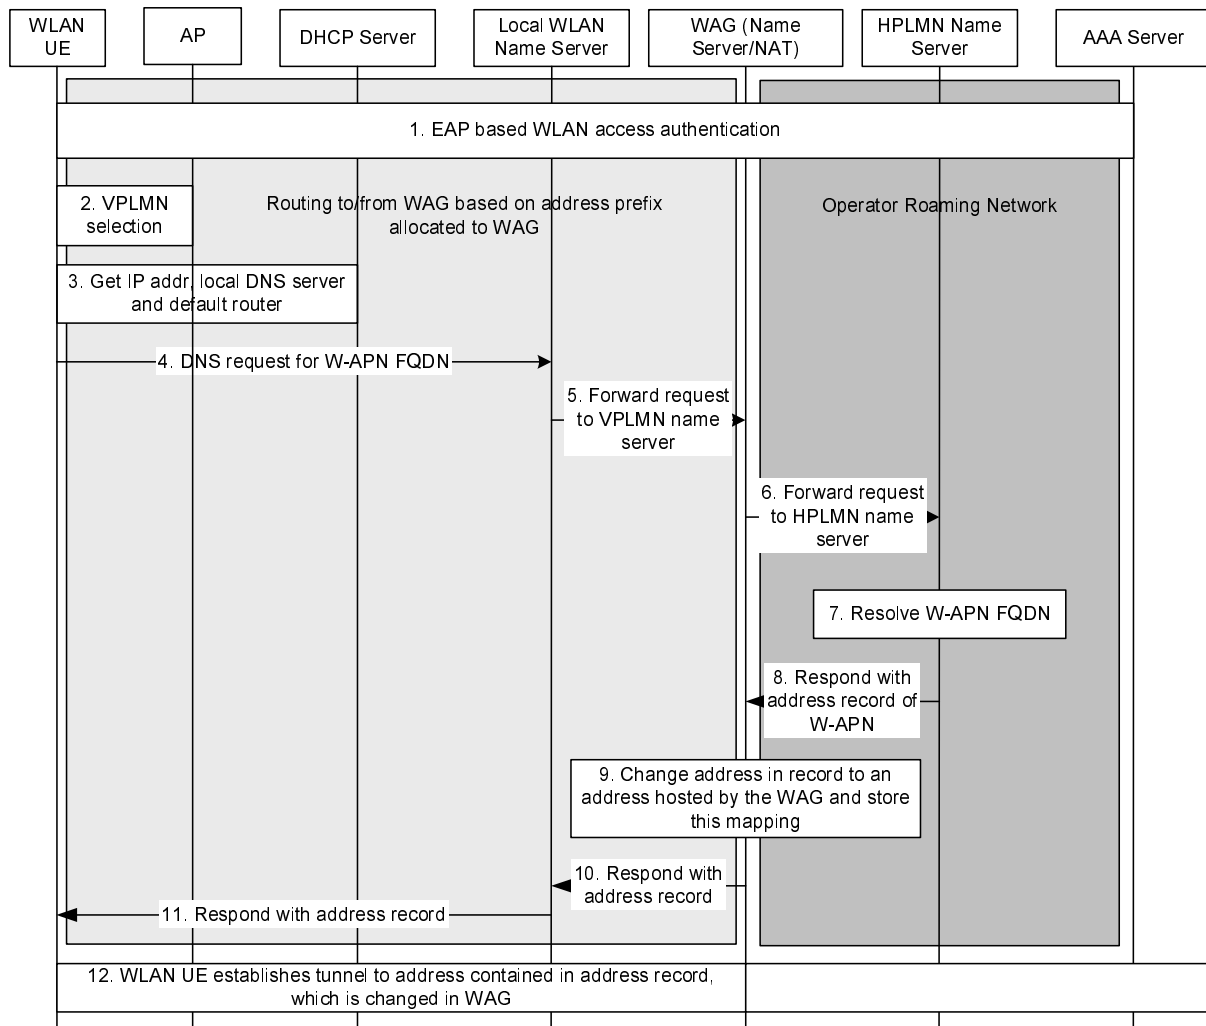 WLAN
UE
AP
DHCP Server
Local WLAN
Name Server
WAG (Name
Server/NAT)
HPLMN Name
Server
AAA Server
1. EAP based WLAN access authentication
2. VPLMN
selection
Routing to/from WAG based on address prefix
allocated to WAG
Operator Roaming Network
3. Get IP addr, local DNS server
and default router
4. DNS request for W-APN FQDN
5. Forward request
to VPLMN name
server
6. Forward request
to HPLMN name
server
7. Resolve W-APN FQDN
8. Respond with
address record of
W-APN
9. Change address in record to an
address hosted by the WAG and store
this mapping
10. Respond with
address record
11. Respond with address record
12. WLAN UE establishes tunnel to address contained in address record,
which is changed in WAG